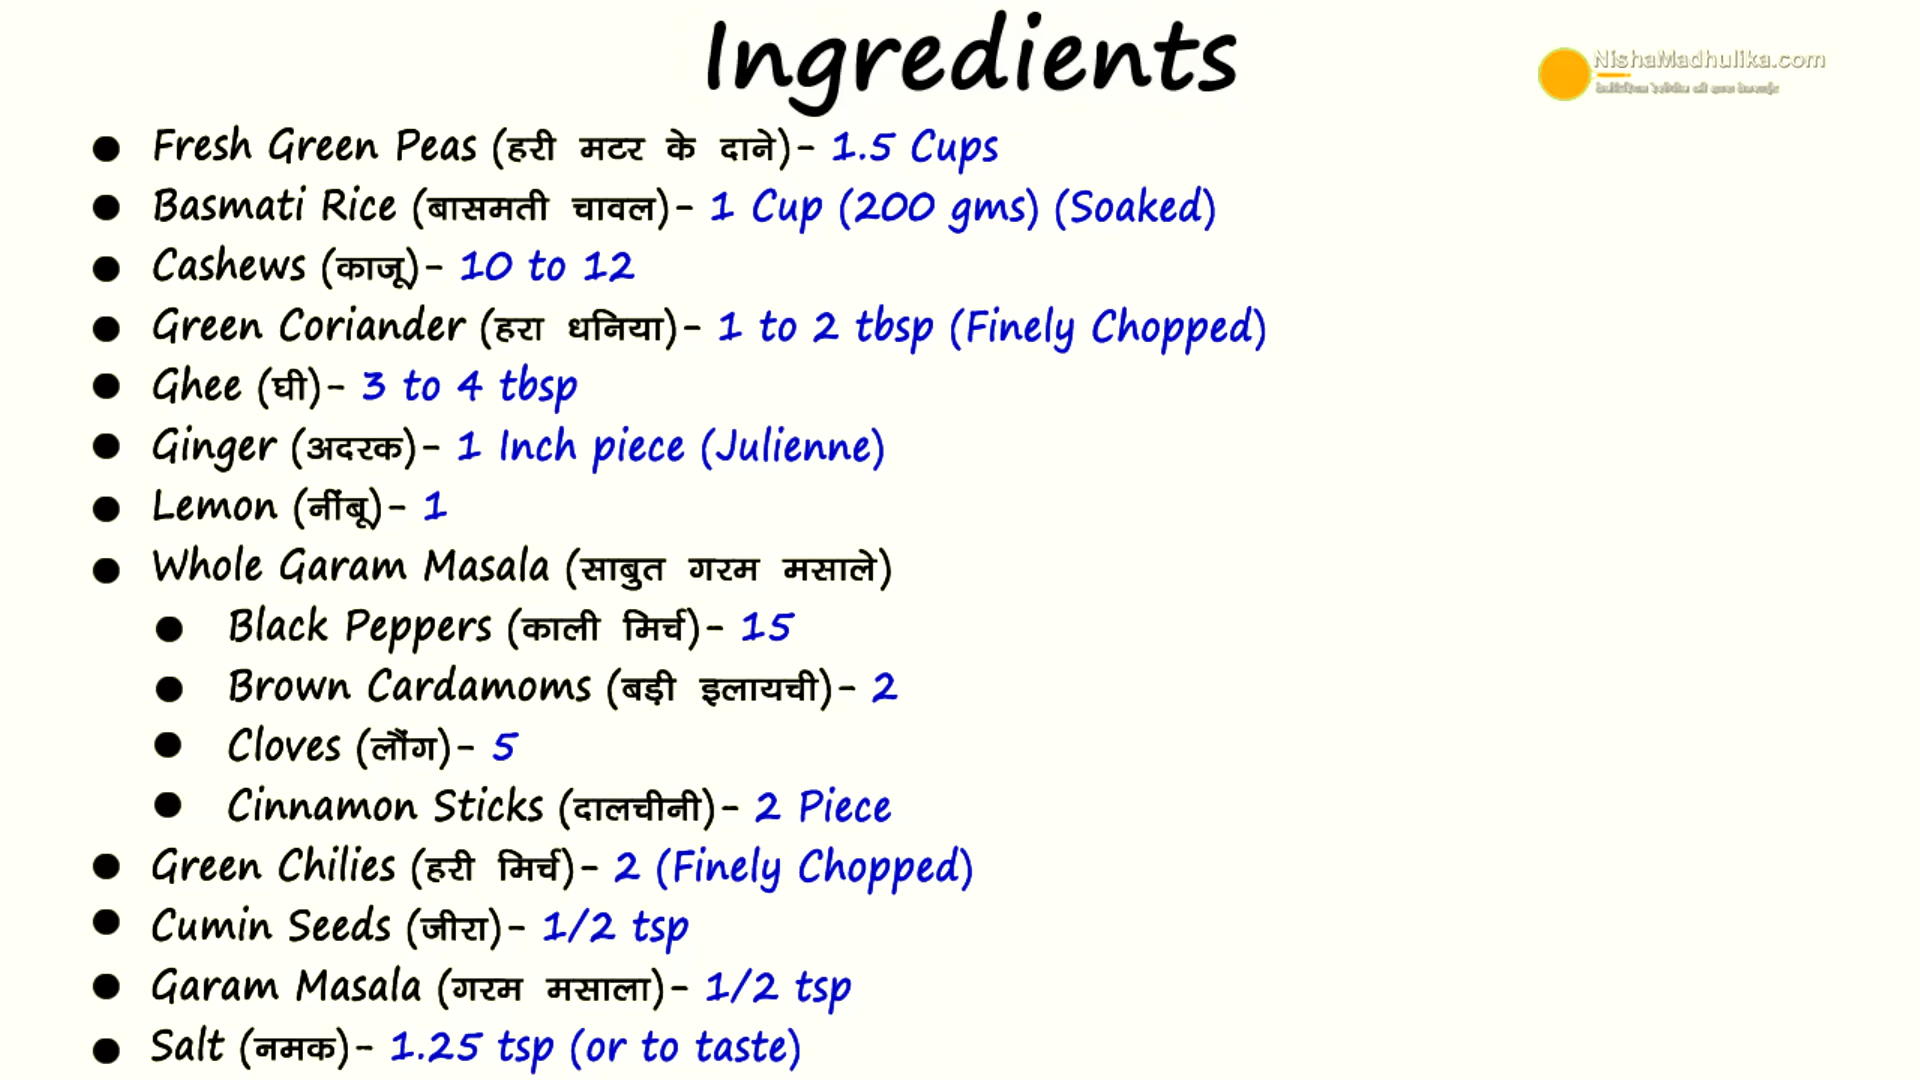 Ingredients
NishaMadhulika.com
• Fresh Green Peas (हरी मटर के दाने)- 1.5 Cups
• Basmati Rice (बासमती चावल)- 1 Cup (200 gms) (Soaked)
• Cashews (काजू)- 10 to 12
• Green Coriander (हरा धनिया)- 1 to 2 tbsp (Finely Chopped)
• Ghee (घी)- 3 to 4 tbsp
• Ginger (अदरक)- 1 Inch piece (Julienne)
• Lemon (नींबू)- 1
• Whole Garam Masala (साबुत गरम मसाले)
• Black Peppers (काली मिर्च)- 15
• Brown Cardamoms (बड़ी इलायची)- 2
• Cloves (लौंग)- 5
• Cinnamon Sticks (दालचीनी)- 2 Piece
• Green Chilies (हरी मिर्च)- 2 (Finely Chopped)
• Cumin Seeds (जीरा)- 1/2 tsp
• Garam Masala (गरम मसाला)- 1/2 tsp
• Salt (नमक)- 1.25 tsp (or to taste)